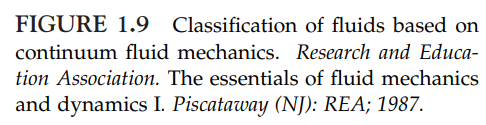 FIGURE 1.9 Classification of fluids based on
continuum fluid mechanics. Research and Educa-
tion Association. The essentials of fluid mechanics
and dynamics I. Piscataway (NJ): REA; 1987.